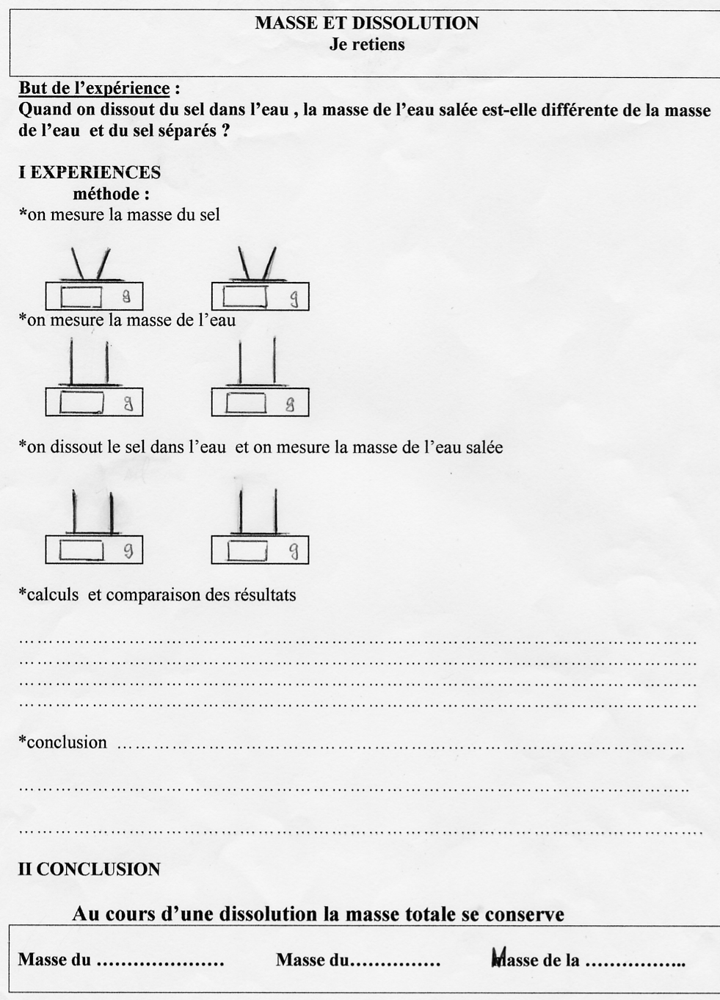 MASSE ET DISSOLUTION
Je retiens
But de l’expérience :
Quand on dissout du sel dans l’eau , la masse de l’eau salée est-elle différente de la masse
de l’eau et du sel séparés ?
I EXPERIENCES
méthode :
*on mesure la masse du sel
g g
*on mesure la masse de l’eau
g g
*on dissout le sel dans l’eau et on mesure la masse de l’eau salée
g g
*calculs et comparaison des résultats
………………………………………………………………………………………………
………………………………………………………………………………………………
………………………………………………………………………………………………
………………………………………………………………………………………………
*conclusion ………………………………………………………………………………
………………………………………………………………………………………………
………………………………………………………………………………………………
II CONCLUSION
Au cours d’une dissolution la masse totale se conserve
Masse du ………………… Masse du…………… Masse de la ……………..